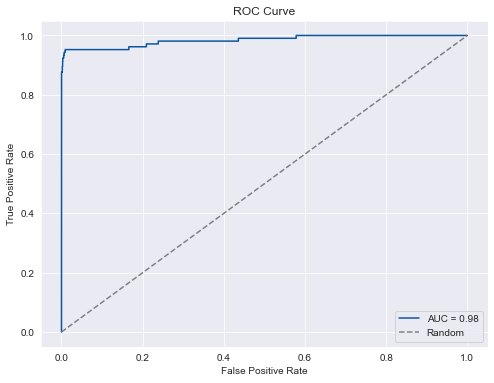 ROC Curve
True Positive Rate
1.0
0.8
0.6
0.4
0.2
0.0
0.0 0.2 0.4 0.6 0.8 1.0
False Positive Rate
AUC = 0.98
Random